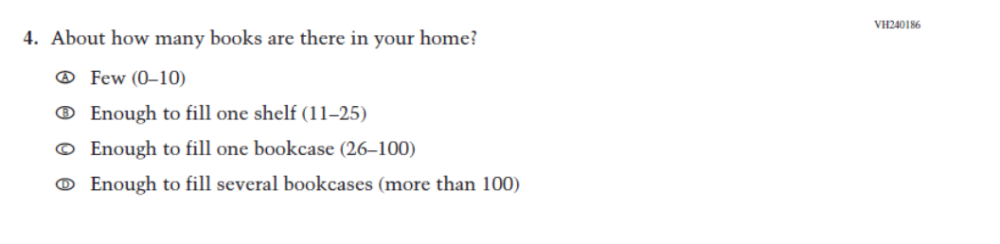 VH240186
4. About how many books are there in your home?
Ⓐ Few (0–10)
Ⓑ Enough to fill one shelf (11–25)
Ⓒ Enough to fill one bookcase (26–100)
Ⓓ Enough to fill several bookcases (more than 100)